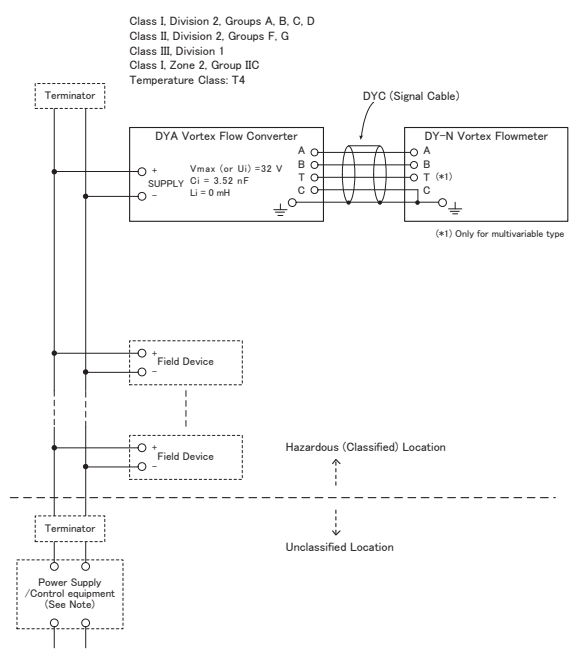 Class I, Division 2, Groups A, B, C, D
Class II, Division 2, Groups F, G
Class III, Division 1
Class I, Zone 2, Group IIC
Temperature Class: T4
Terminator
DYC (Signal Cable)
DYA Vortex Flow Converter
+
SUPPLY
-
Vmax (or Ui) =32 V
Ci = 3.52 nF
Li = 0 mH
A
B
T
C
DY-N Vortex Flowmeter
A
B
T (*1)
C
(*1) Only for multivariable type
+
Field Device
-
+
Field Device
-
Hazardous (Classified) Location
Unclassified Location
Terminator
Power Supply
/Control equipment
(See Note)